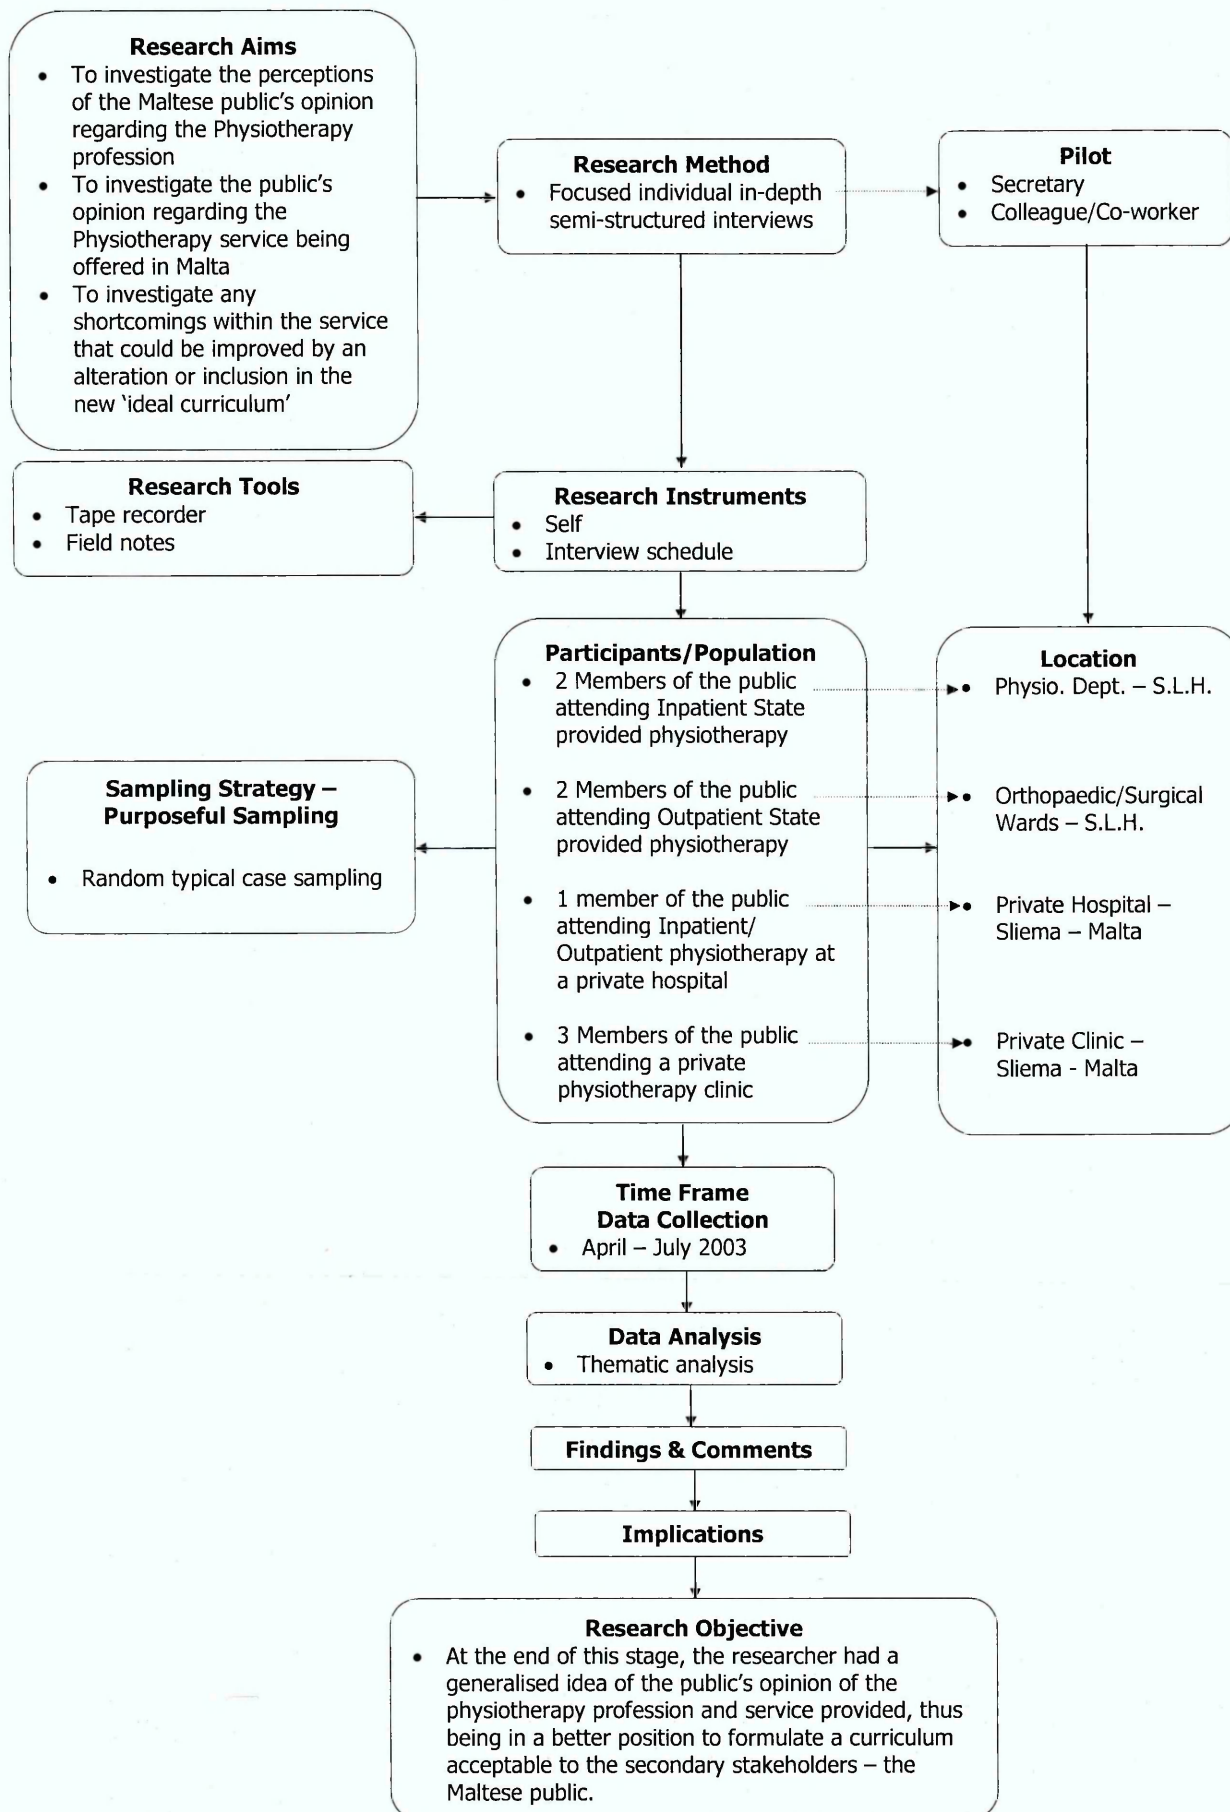 Research Aims
• To investigate the perceptions
of the Maltese public's opinion
regarding the Physiotherapy
profession
• To investigate the public's
opinion regarding the
Physiotherapy service being
offered in Malta
• To investigate any
shortcomings within the service
that could be improved by an
alteration or inclusion in the
new 'ideal curriculum'
Research Method
• Focused individual in-depth
semi-structured interviews
Pilot
• Secretary
• Colleague/Co-worker
Research Tools
• Tape recorder
• Field notes
Research Instruments
• Self
• Interview schedule
Participants/Population
• 2 Members of the public
attending Inpatient State
provided physiotherapy
• 2 Members of the public
attending Outpatient State
provided physiotherapy
• 1 member of the public
attending Inpatient/
Outpatient physiotherapy at
a private hospital
• 3 Members of the public
attending a private
physiotherapy clinic
Location
• Physio. Dept. – S.L.H.
• Orthopaedic/Surgical
Wards – S.L.H.
• Private Hospital –
Sliema – Malta
• Private Clinic –
Sliema - Malta
Sampling Strategy –
Purposeful Sampling
• Random typical case sampling
Time Frame
Data Collection
• April – July 2003
Data Analysis
• Thematic analysis
Findings & Comments
Implications
Research Objective
• At the end of this stage, the researcher had a
generalised idea of the public's opinion of the
physiotherapy profession and service provided, thus
being in a better position to formulate a curriculum
acceptable to the secondary stakeholders – the
Maltese public.